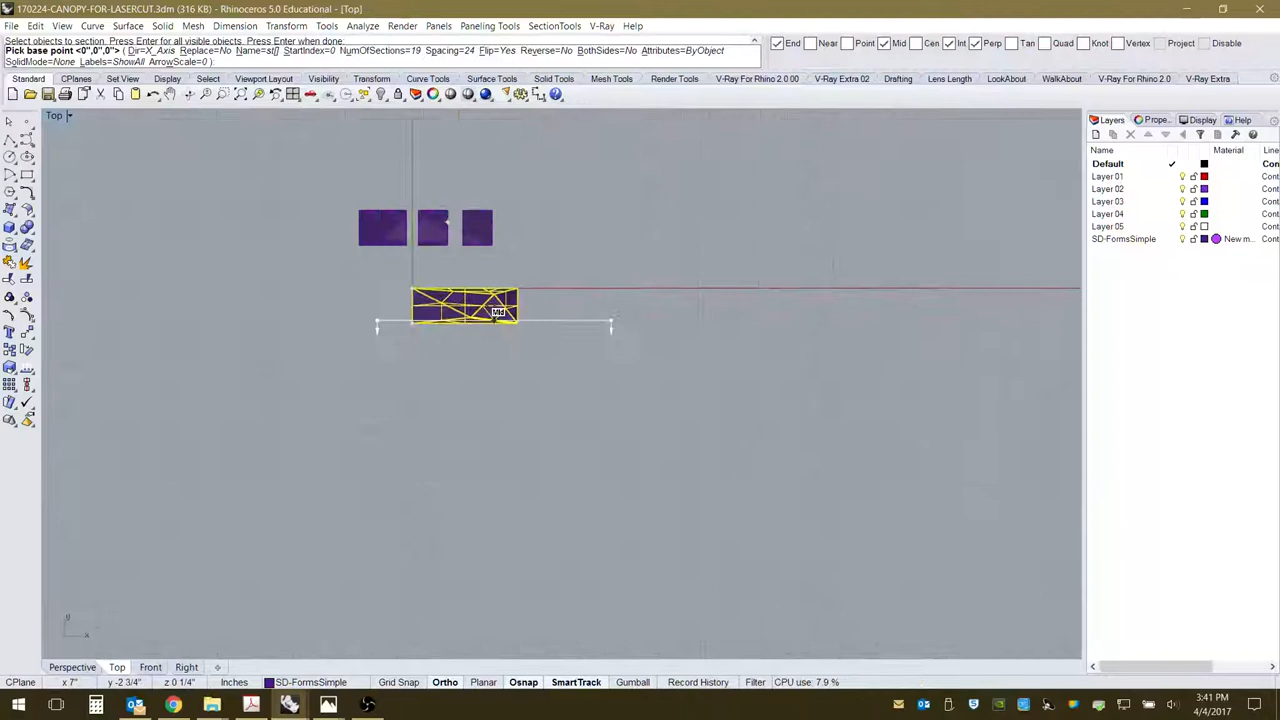 170224-CANOPY-FOR-LASERCUT.3dm (316 KB) - Rhinoceros 5.0 Educational - [Top]
File Edit View Curve Surface Solid Mesh Dimension Transform Tools Analyze Render Panels Paneling Tools SectionTools V-Ray Help
Select objects to section. Press Enter for all visible objects. Press Enter when done:
Pick base point <0",0",0"> ( Dir=X_Axis Replace=No Name=st[] StartIndex=0 NumOfSections=19 Spacing=24 Flip=Yes Reverse=No BothSides=No Attributes=ByObject
SolidMode=None Labels=ShowAll ArrowScale=0 ):
End Near Point Mid Cen Int Perp Tan Quad Knot Vertex Project Disable
Standard CPlanes Set View Display Select Viewport Layout Visibility Transform Curve Tools Surface Tools Solid Tools Mesh Tools Render Tools V-Ray For Rhino 2.0 00 V-Ray Extra 02 Drafting Lens Length LookAbout WalkAbout V-Ray For Rhino 2.0 V-Ray Extra
Top
Layers Prope... Display Help
Name Material Line
Default Con
Layer 01 Cont
Layer 02 Cont
Layer 03 Cont
Layer 04 Cont
Layer 05 Cont
SD-FormsSimple New m... Cont
Mid
y
x
Perspective Top Front Right
CPlane x 7" y -2 3/4" z 0 1/4" Inches SD-FormsSimple Grid Snap Ortho Planar Osnap SmartTrack Gumball Record History Filter CPU use: 7.9 %
3:41 PM
4/4/2017